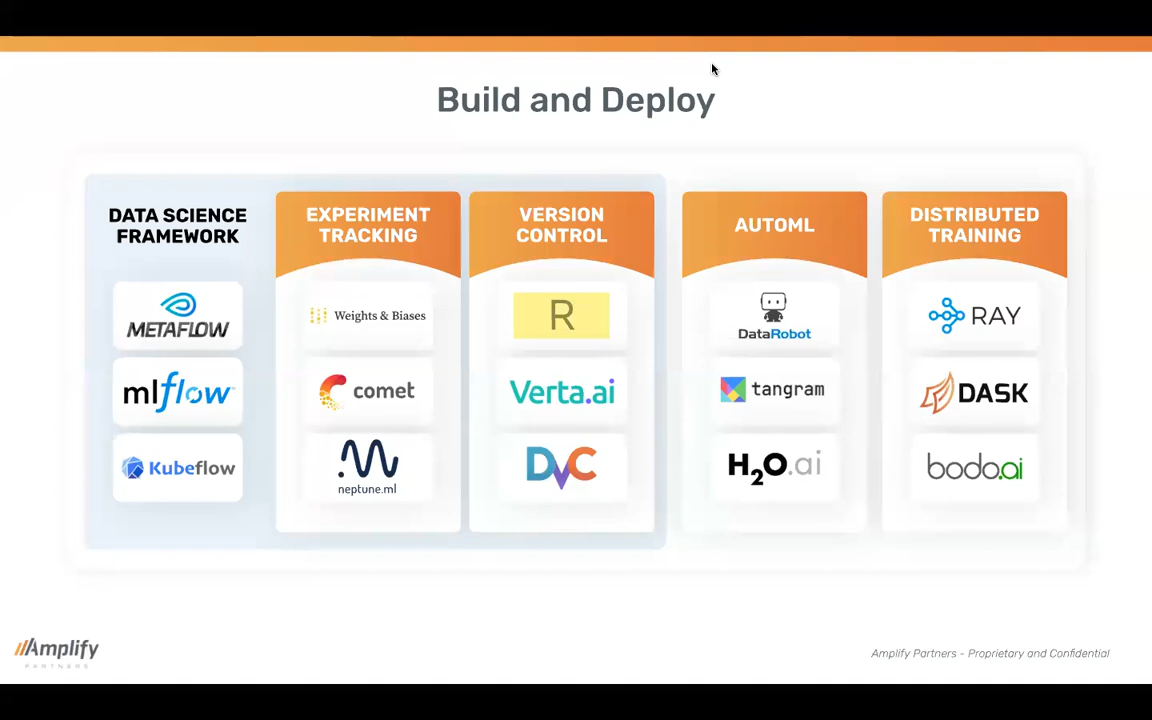 Build and Deploy
DATA SCIENCE
FRAMEWORK
METAFLOW
mlflow™
Kubeflow
EXPERIMENT
TRACKING
Weights & Biases
comet
neptune.ml
VERSION
CONTROL
R
Verta.ai
DVC
AUTOML
DataRobot
tangram
H2O.ai
DISTRIBUTED
TRAINING
RAY
DASK
bodo.ai
Amplify
PARTNERS
Amplify Partners - Proprietary and Confidential